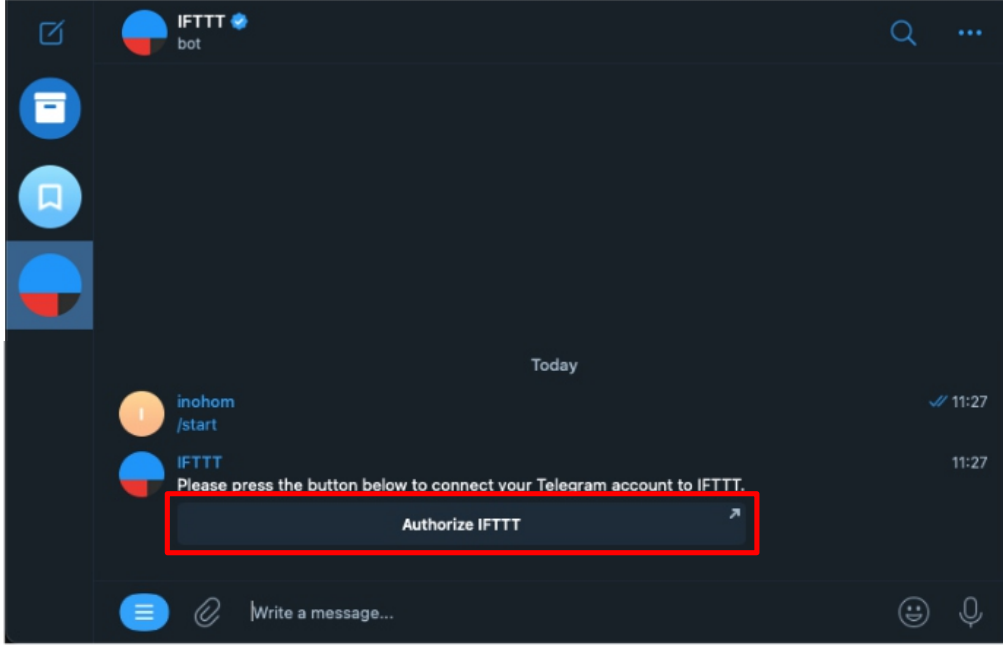 IFTTT
bot
Today
inohom
11:27
/start
IFTTT
11:27
Please press the button below to connect your Telegram account to IFTTT.
Authorize IFTTT
Write a message...